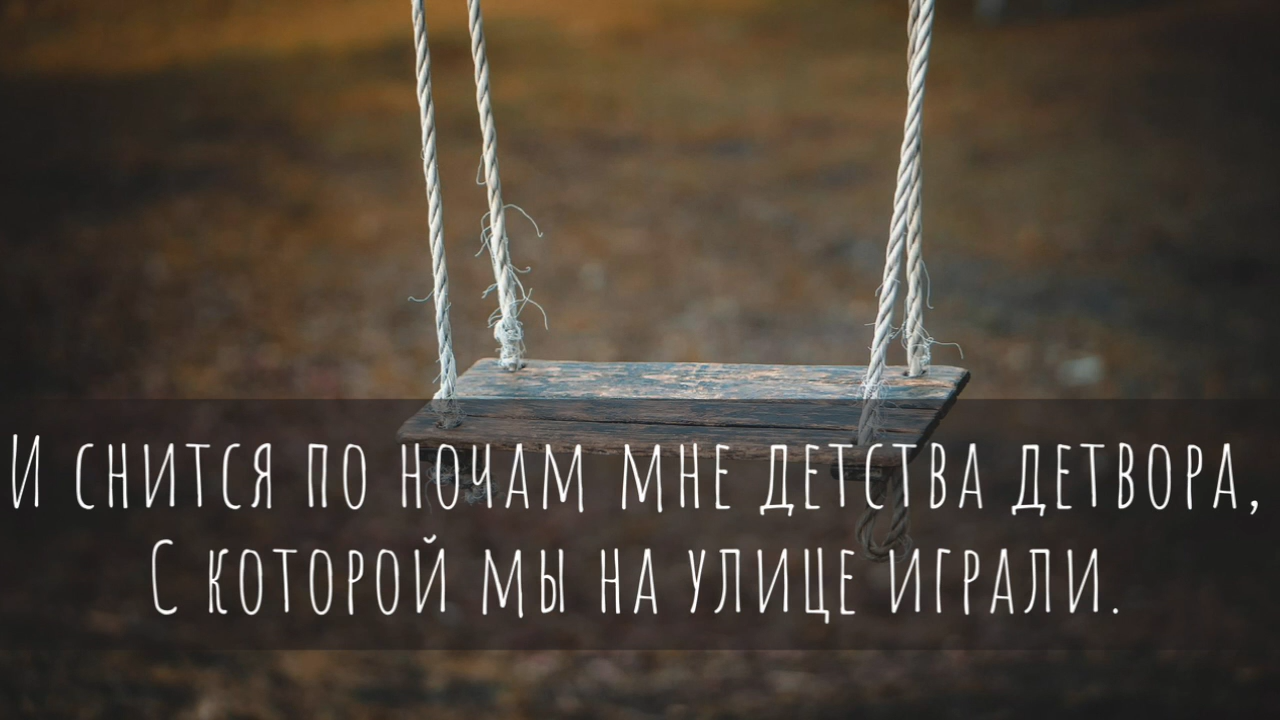 И снится по ночам мне детства детвора,
С которой мы на улице играли.